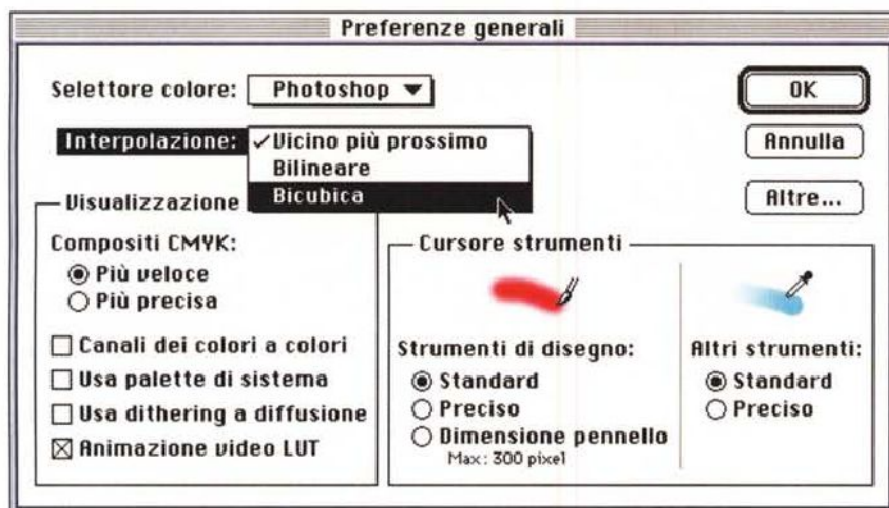 Preferenze generali
Selettore colore: Photoshop
OK
Interpolazione: Vicino più prossimo
Bilineare
Bicubica
Annulla
Altre...
Visualizzazione
Compositi CMYK:
Più veloce
Più precisa
Canali dei colori a colori
Usa palette di sistema
Usa dithering a diffusione
Animazione video LUT
Cursore strumenti
Strumenti di disegno:
Standard
Preciso
Dimensione pennello
Max: 300 pixel
Altri strumenti:
Standard
Preciso